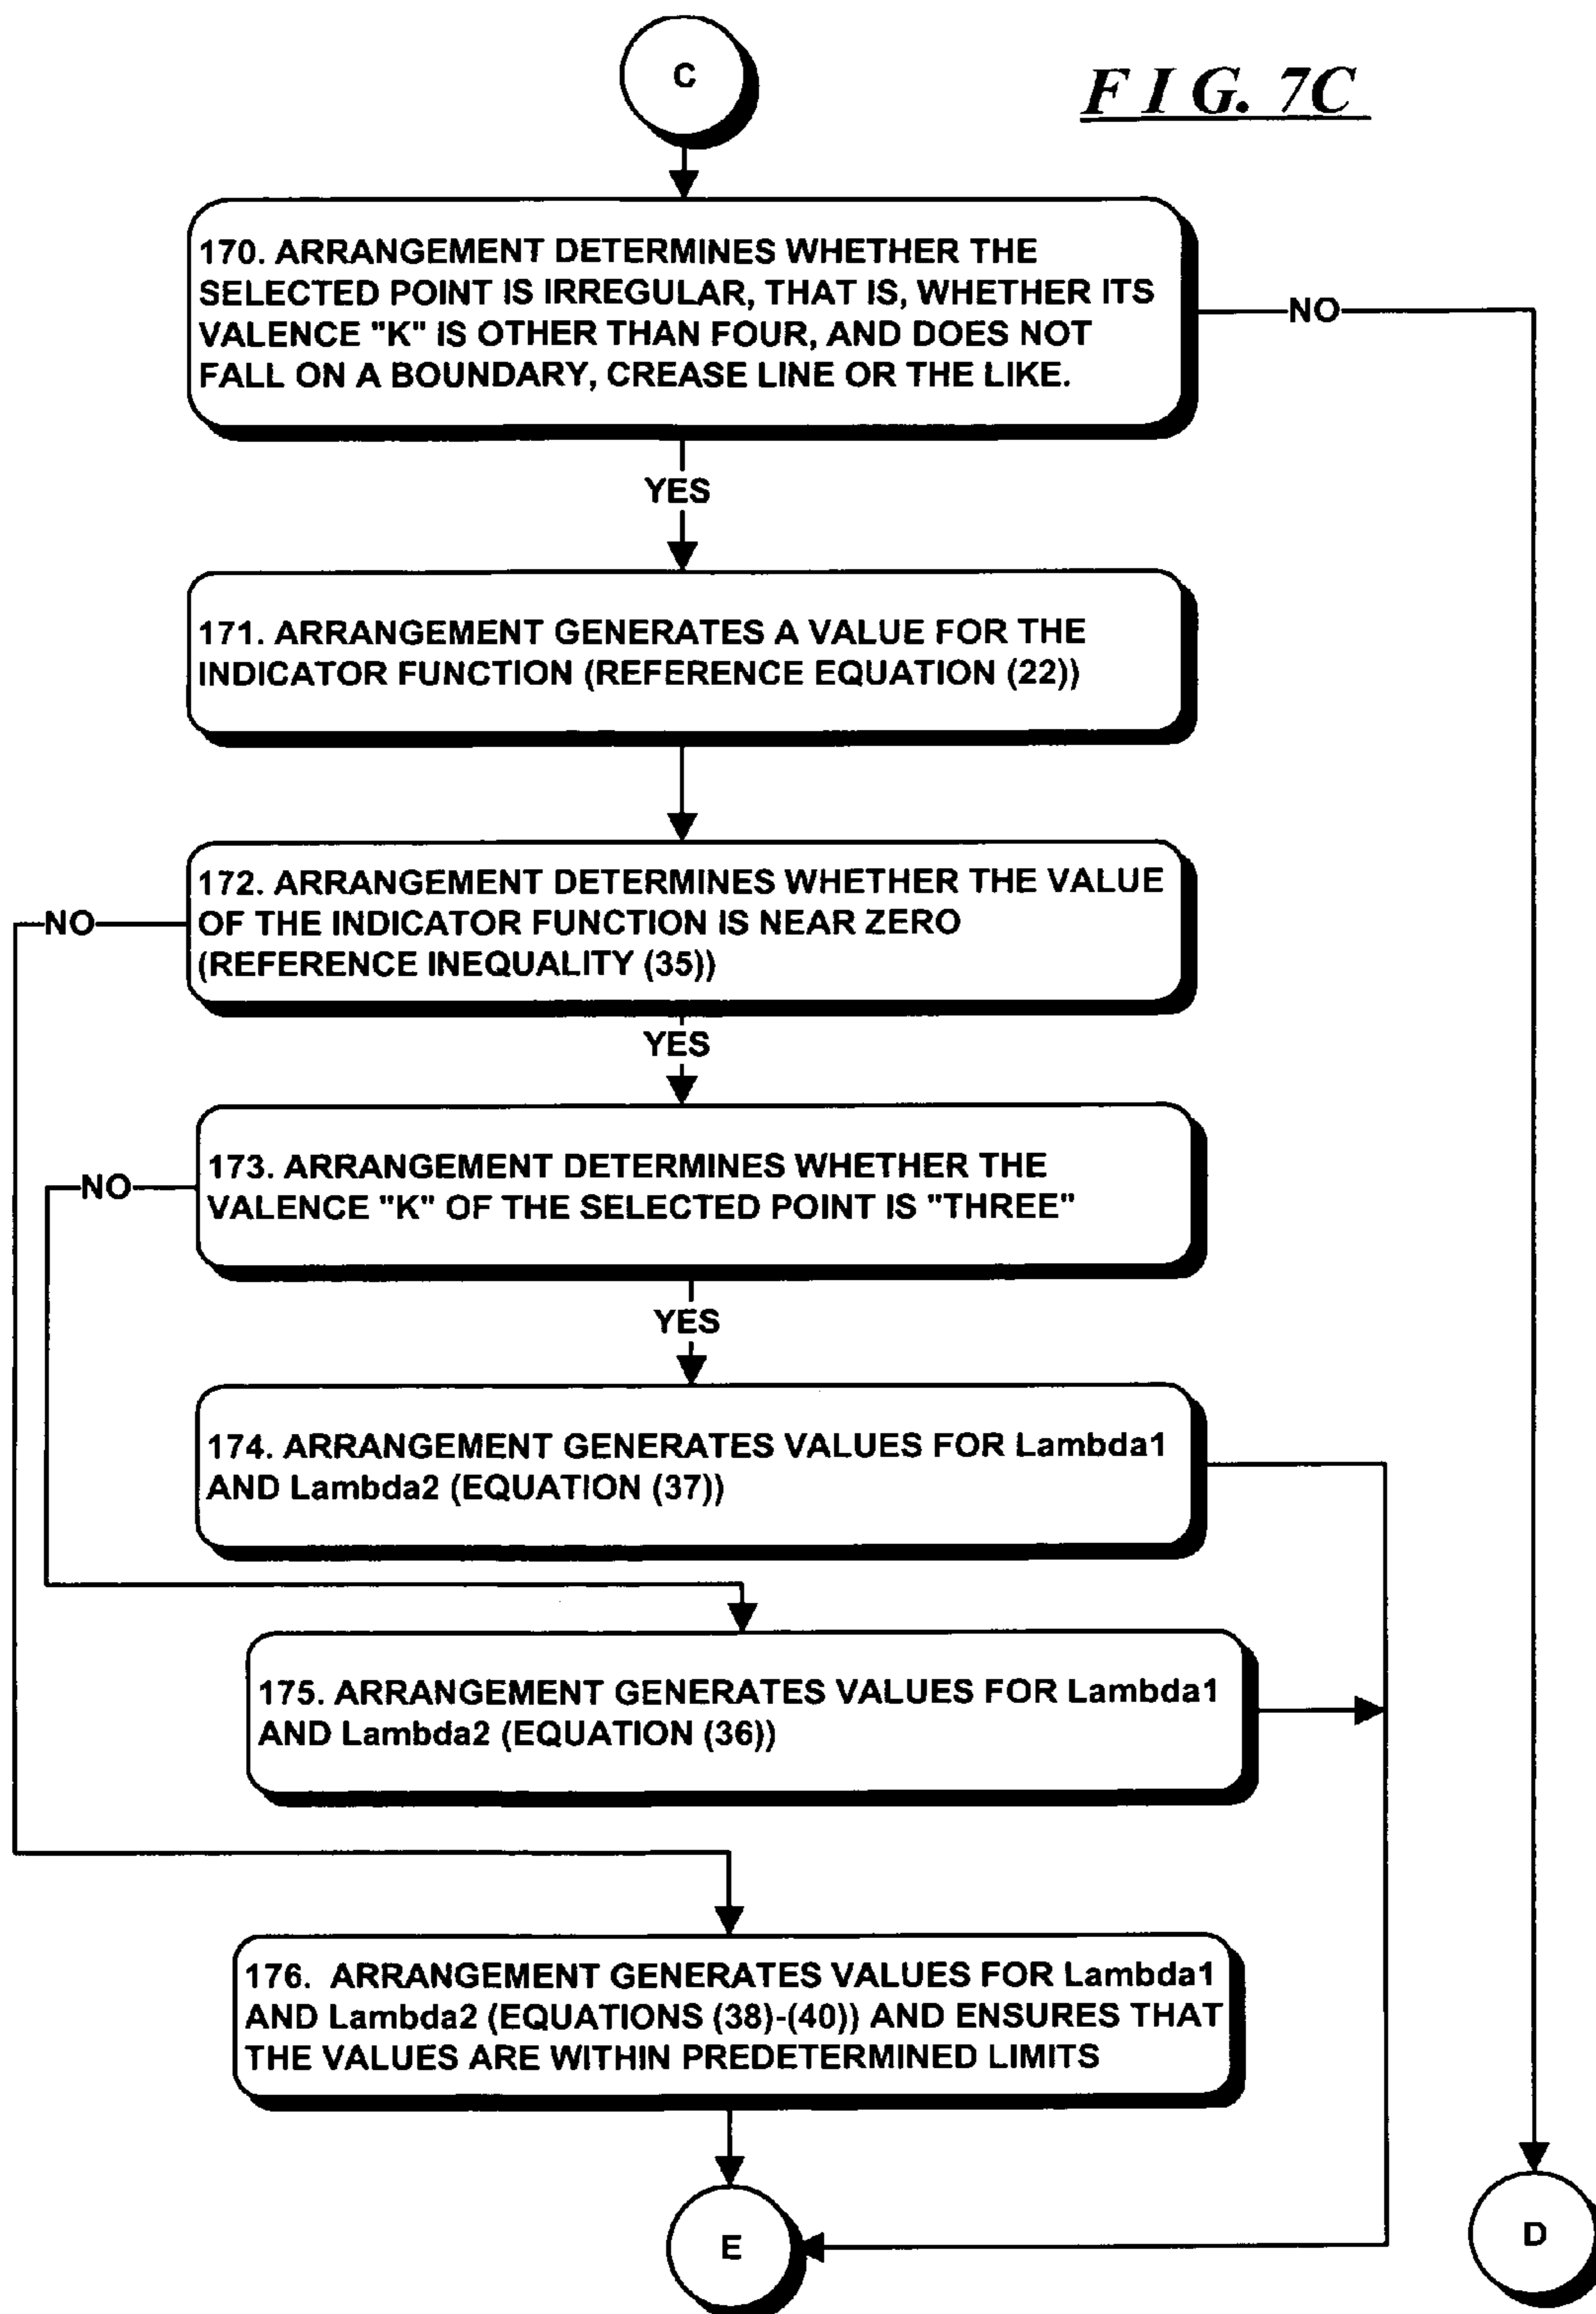 C
F I G. 7C
170. ARRANGEMENT DETERMINES WHETHER THE
SELECTED POINT IS IRREGULAR, THAT IS, WHETHER ITS
VALENCE "K" IS OTHER THAN FOUR, AND DOES NOT
FALL ON A BOUNDARY, CREASE LINE OR THE LIKE.
NO
YES
171. ARRANGEMENT GENERATES A VALUE FOR THE
INDICATOR FUNCTION (REFERENCE EQUATION (22))
172. ARRANGEMENT DETERMINES WHETHER THE VALUE
OF THE INDICATOR FUNCTION IS NEAR ZERO
(REFERENCE INEQUALITY (35))
NO
YES
173. ARRANGEMENT DETERMINES WHETHER THE
VALENCE "K" OF THE SELECTED POINT IS "THREE"
NO
YES
174. ARRANGEMENT GENERATES VALUES FOR Lambda1
AND Lambda2 (EQUATION (37))
175. ARRANGEMENT GENERATES VALUES FOR Lambda1
AND Lambda2 (EQUATION (36))
176. ARRANGEMENT GENERATES VALUES FOR Lambda1
AND Lambda2 (EQUATIONS (38)-(40)) AND ENSURES THAT
THE VALUES ARE WITHIN PREDETERMINED LIMITS
E
D